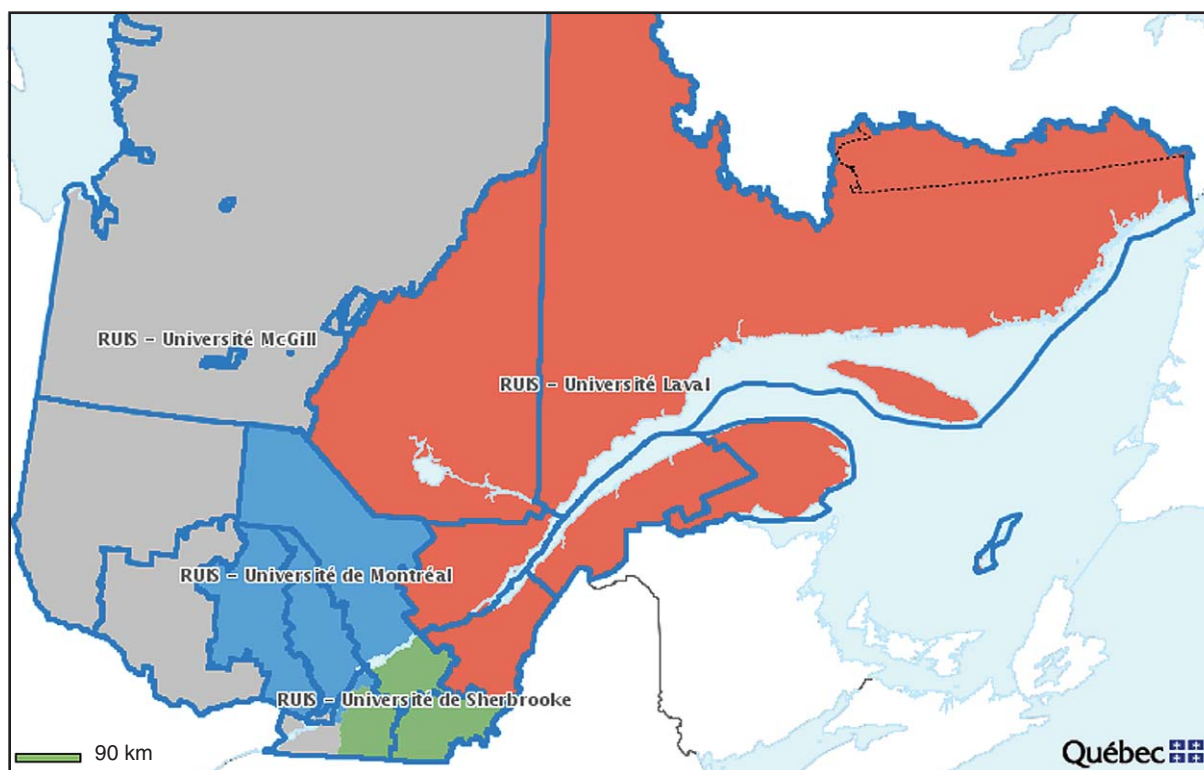 RUIS – Université McGill
RUIS – Université Laval
RUIS – Université de Montréal
RUIS – Université de Sherbrooke
90 km
Québec